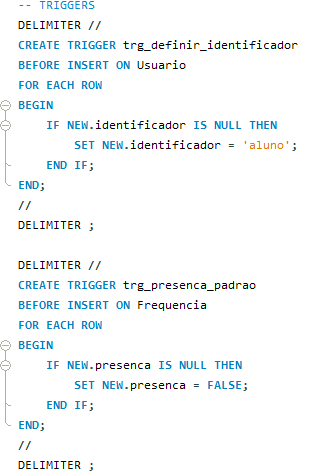 -- TRIGGERS
DELIMITER //
CREATE TRIGGER trg_definir_identificador
BEFORE INSERT ON Usuario
FOR EACH ROW
BEGIN
    IF NEW.identificador IS NULL THEN
        SET NEW.identificador = 'aluno';
    END IF;
END;
//
DELIMITER ;

DELIMITER //
CREATE TRIGGER trg_presenca_padrao
BEFORE INSERT ON Frequencia
FOR EACH ROW
BEGIN
    IF NEW.presenca IS NULL THEN
        SET NEW.presenca = FALSE;
    END IF;
END;
//
DELIMITER ;